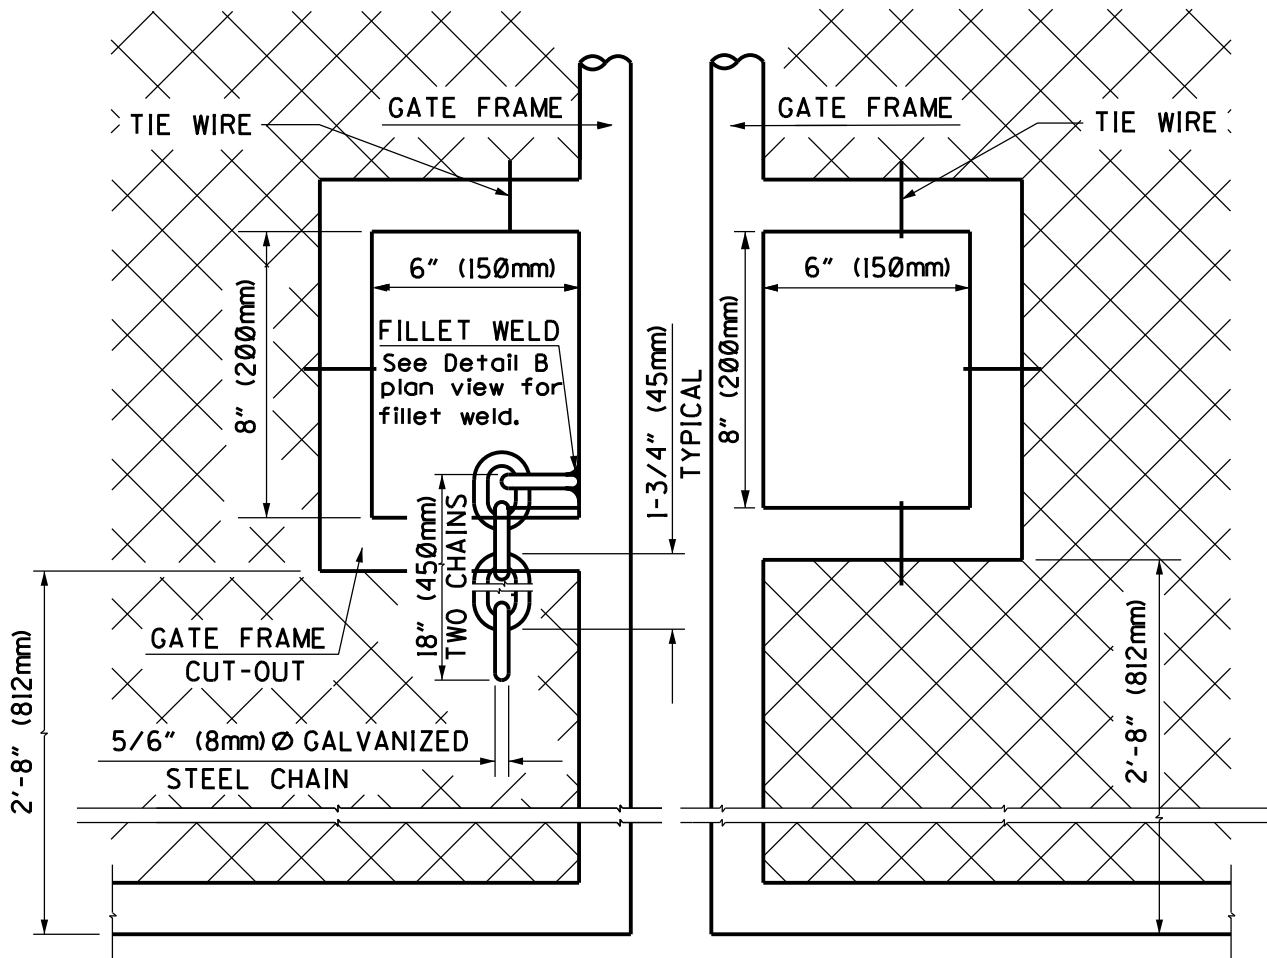 GATE FRAME
GATE FRAME
TIE WIRE
TIE WIRE
6" (150mm)
6" (150mm)
8" (200mm)
FILLET WELD
See Detail B
plan view for
fillet weld.
1-3/4" (45mm)
TYPICAL
8" (200mm)
18" (450mm)
TWO CHAINS
GATE FRAME
CUT-OUT
2'-8" (812mm)
2'-8" (812mm)
5/6" (8mm) Ø GALVANIZED
STEEL CHAIN